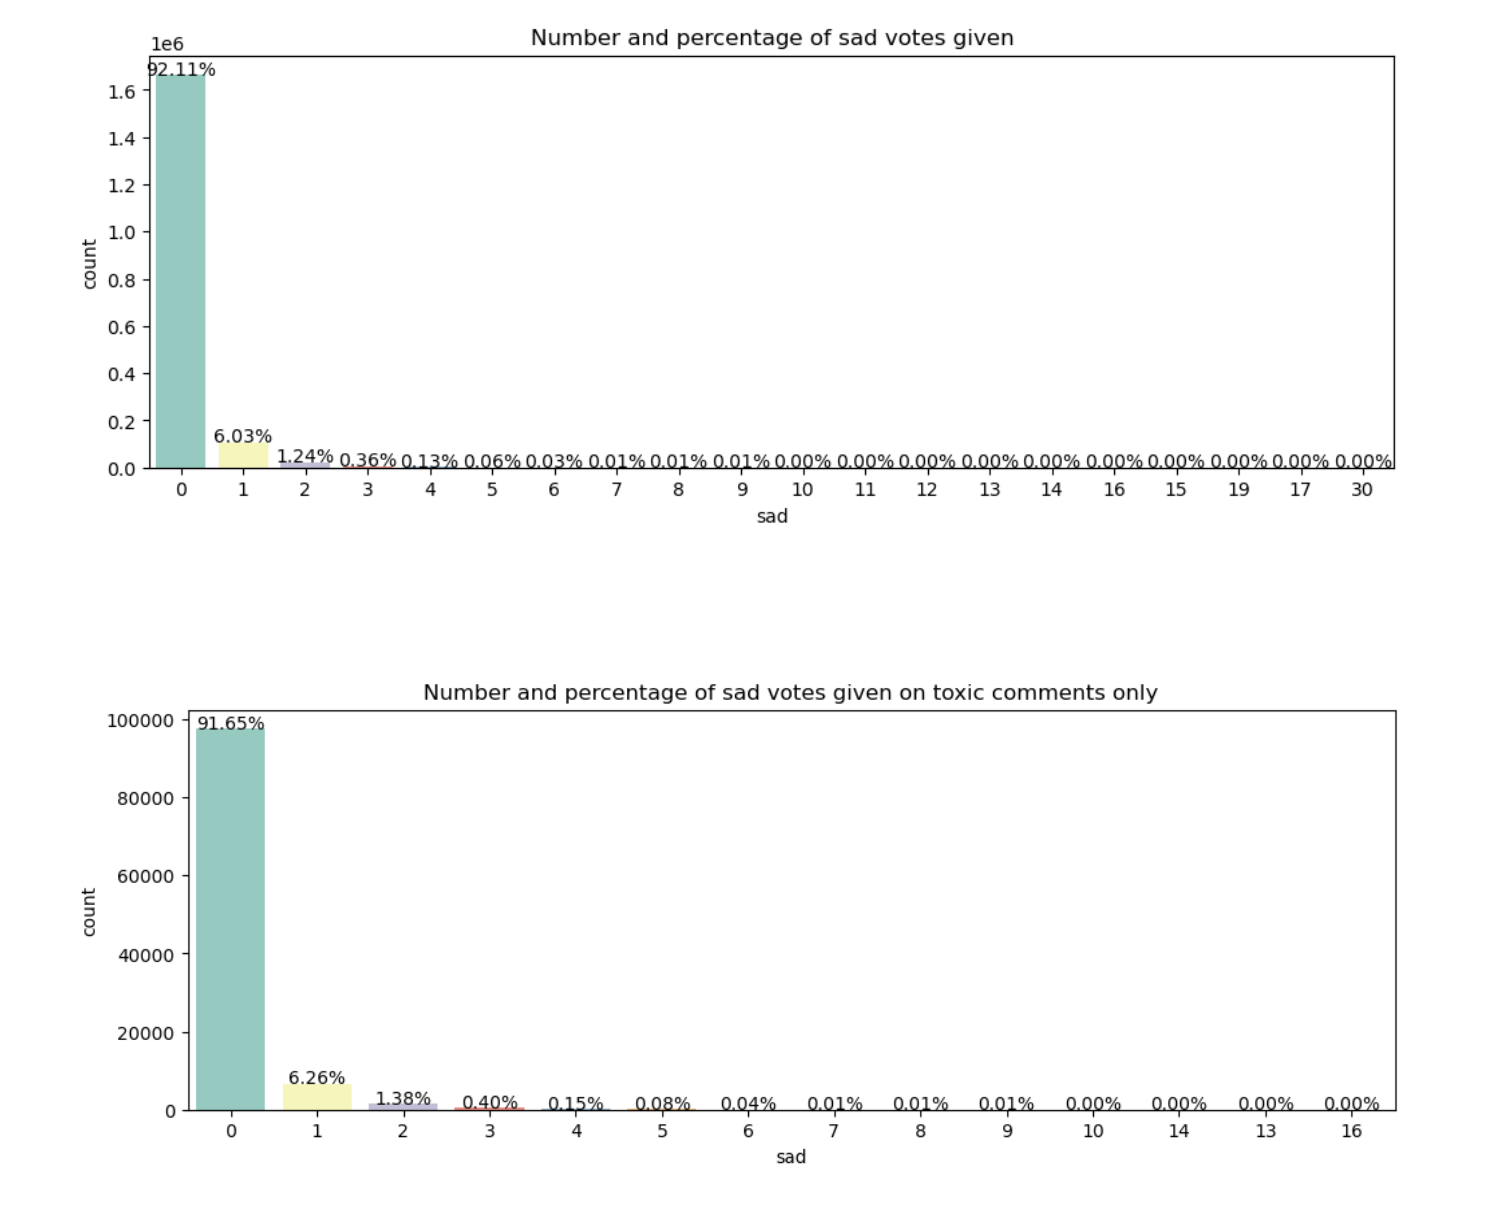 Number and percentage of sad votes given
1e6
92.11%
1.6
1.4
1.2
1.0
0.8
0.6
0.4
0.2
0.0
count
6.03% 1.24% 0.36% 0.13% 0.06% 0.03% 0.01% 0.01% 0.01% 0.00% 0.00% 0.00% 0.00% 0.00% 0.00% 0.00% 0.00% 0.00% 0.00%
0 1 2 3 4 5 6 7 8 9 10 11 12 13 14 16 15 19 17 30
sad
Number and percentage of sad votes given on toxic comments only
100000
91.65%
80000
60000
40000
20000
0
count
6.26% 1.38% 0.40% 0.15% 0.08% 0.04% 0.01% 0.01% 0.01% 0.00% 0.00% 0.00% 0.00%
0 1 2 3 4 5 6 7 8 9 10 14 13 16
sad